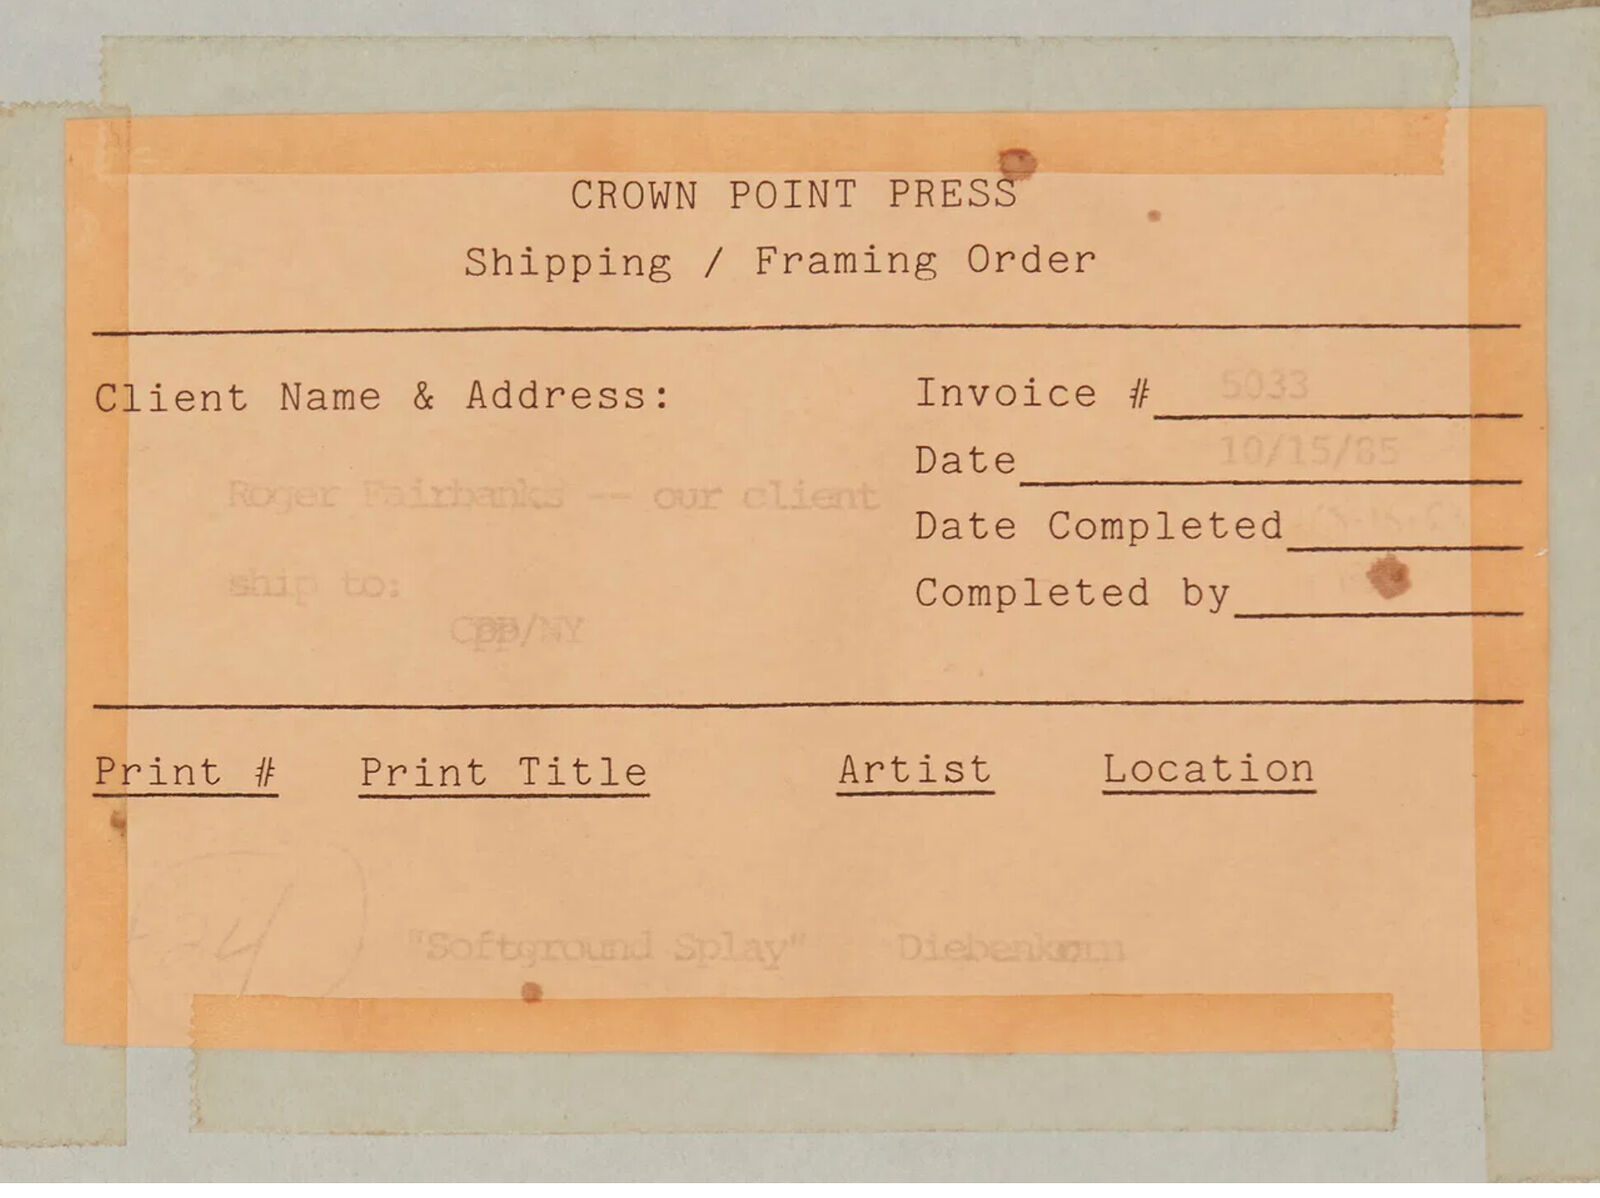 CROWN POINT PRESS
Shipping / Framing Order
Client Name & Address:
Roger Fairbanks -- our client
ship to:
CPP/NY
Invoice # 5033
Date 10/15/85
Date Completed
Completed by
Print # Print Title Artist Location
"Softground Splay" Diebenkorn